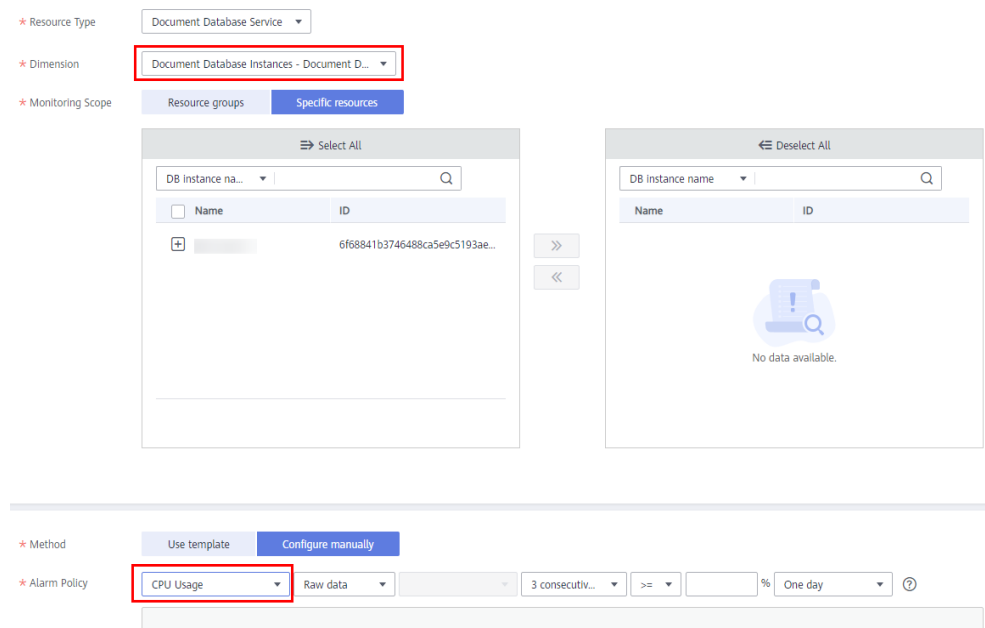 * Resource Type Document Database Service
* Dimension Document Database Instances - Document D...
* Monitoring Scope Resource groups Specific resources
Select All
DB instance na...
Name ID
6f68841b3746488ca5e9c5193ae...
Deselect All
DB instance name
Name ID
No data available.
* Method Use template Configure manually
* Alarm Policy CPU Usage Raw data 3 consecutiv... >= % One day